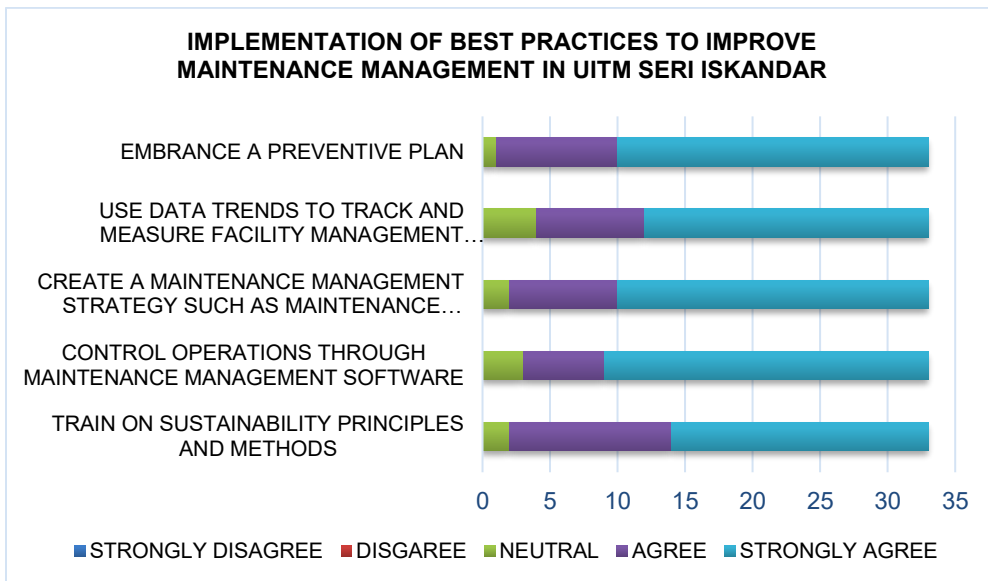 IMPLEMENTATION OF BEST PRACTICES TO IMPROVE
MAINTENANCE MANAGEMENT IN UITM SERI ISKANDAR
EMBRANCE A PREVENTIVE PLAN
USE DATA TRENDS TO TRACK AND
MEASURE FACILITY MANAGEMENT…
CREATE A MAINTENANCE MANAGEMENT
STRATEGY SUCH AS MAINTENANCE…
CONTROL OPERATIONS THROUGH
MAINTENANCE MANAGEMENT SOFTWARE
TRAIN ON SUSTAINABILITY PRINCIPLES
AND METHODS
0 5 10 15 20 25 30 35
STRONGLY DISAGREE DISGAREE NEUTRAL AGREE STRONGLY AGREE